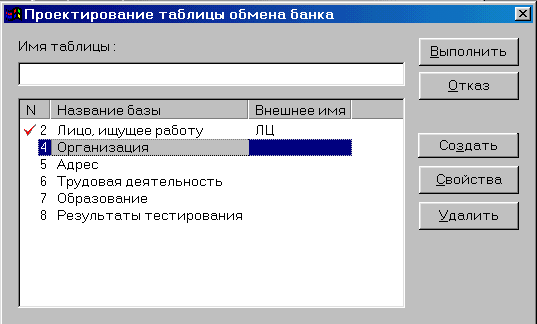 Проектирование таблицы обмена банка
Имя таблицы :
Выполнить
Отказ
N Название базы Внешнее имя
2 Лицо, ищущее работу ЛЦ
4 Организация
5 Адрес
6 Трудовая деятельность
7 Образование
8 Результаты тестирования
Создать
Свойства
Удалить